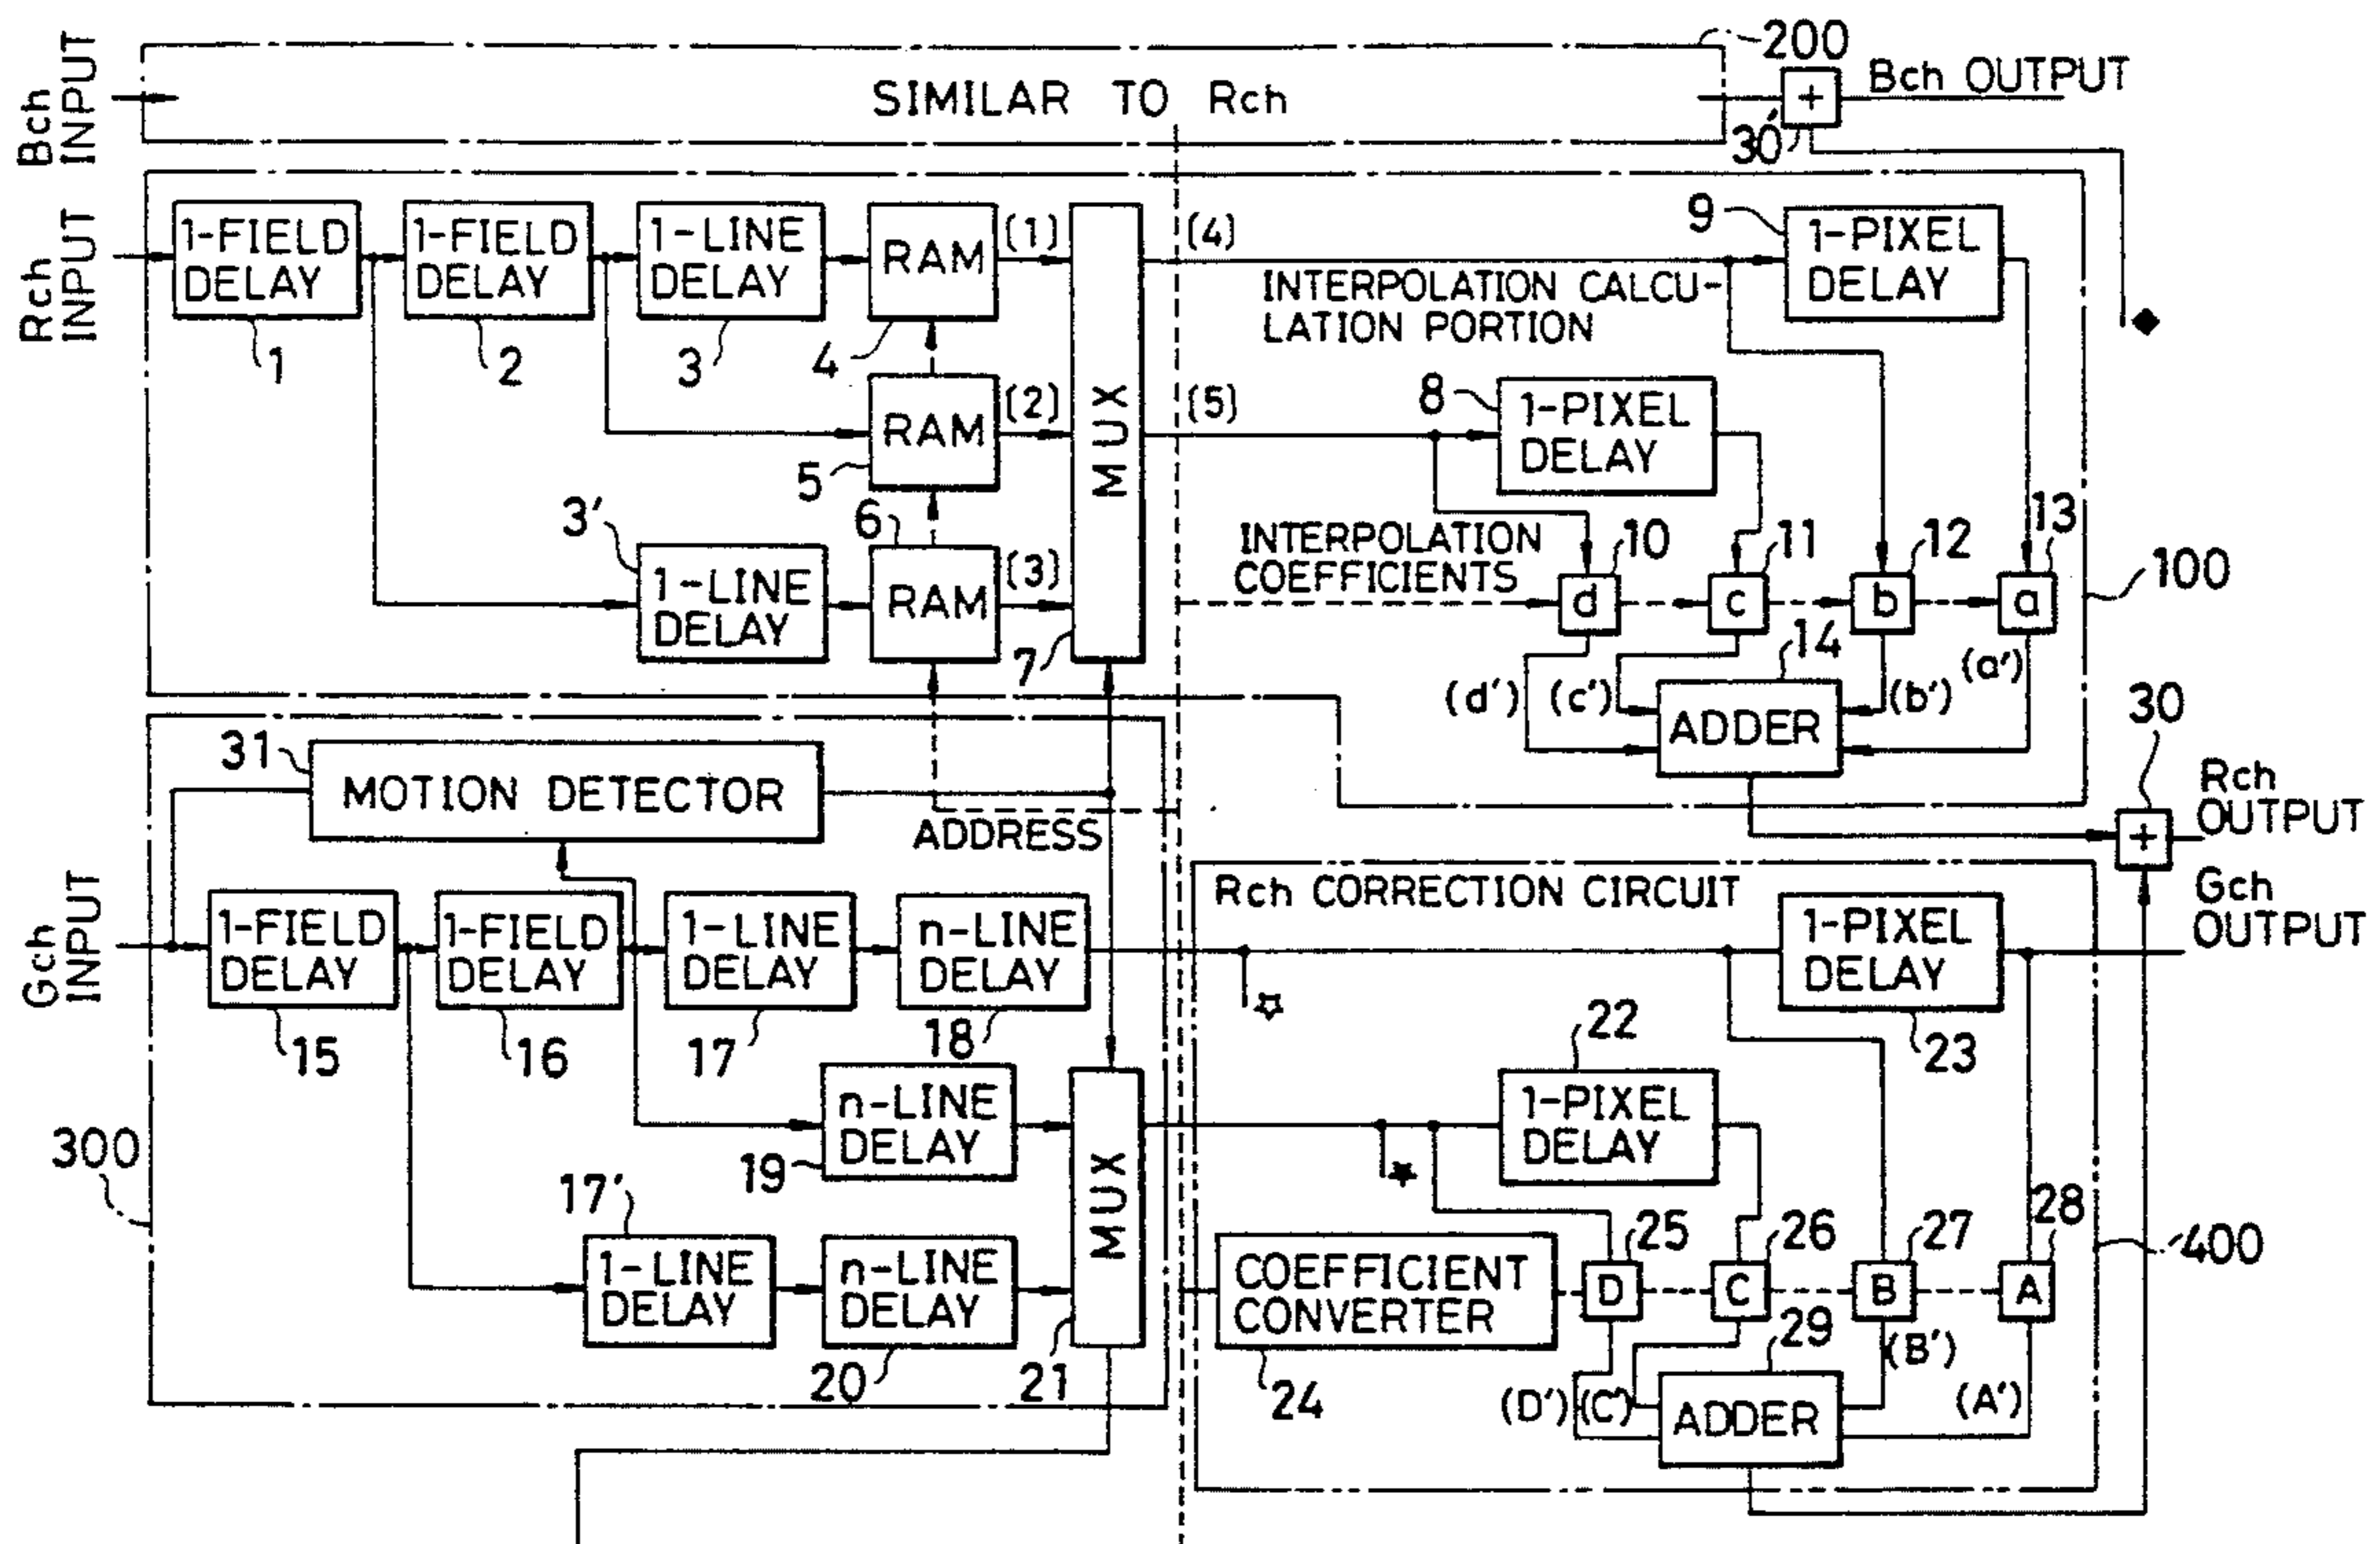 Bch
INPUT
SIMILAR TO Rch
200
+
30'
Bch OUTPUT
Rch
INPUT
1-FIELD
DELAY
1
1-FIELD
DELAY
2
1-LINE
DELAY
3
RAM
4
(1)
RAM
5
(2)
3'
1-LINE
DELAY
6
RAM
(3)
MUX
7
(4)
INTERPOLATION CALCU-
LATION PORTION
9
1-PIXEL
DELAY
◆
(5)
8
1-PIXEL
DELAY
INTERPOLATION
COEFFICIENTS
d
10
c
11
b
12
a
13
100
14
ADDER
(d')
(c')
(b')
(a')
30
+
Rch
OUTPUT
31
MOTION DETECTOR
ADDRESS
Gch
INPUT
1-FIELD
DELAY
15
1-FIELD
DELAY
16
1-LINE
DELAY
17
n-LINE
DELAY
18
n-LINE
DELAY
19
17'
1-LINE
DELAY
n-LINE
DELAY
20
MUX
21
300
Rch CORRECTION CIRCUIT
☆
1-PIXEL
DELAY
23
Gch
OUTPUT
★
22
1-PIXEL
DELAY
COEFFICIENT
CONVERTER
24
D
25
C
26
B
27
A
28
400
29
ADDER
(D')
(C')
(B')
(A')